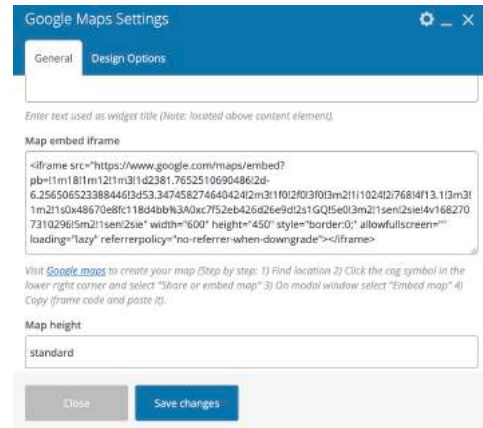 Google Maps Settings
General Design Options
Enter text used as widget title (Note: located above content element).
Map embed iframe
<iframe src="https://www.google.com/maps/embed?
pb=!1m18!1m12!1m3!1d2381.7652510690486!2d-
6.256506523388446!3d53.34745827464042​4!2m3!1f0!2f0!3f0!3m2!1i1024!2i768!4f13.1!3m3!
1m2!1s0x48670e8fc118d4bb%3A0xc7f52eb426d26e9d!2s1GQ!5e0!3m2!1sen!2sie!4v168270
7310296!5m2!1sen!2sie" width="600" height="450" style="border:0;" allowfullscreen=""
loading="lazy" referrerpolicy="no-referrer-when-downgrade"></iframe>
Visit Google maps to create your map (Step by step: 1) Find location 2) Click the cog symbol in the
lower right corner and select "Share or embed map" 3) On modal window select "Embed map" 4)
Copy iframe code and paste it).
Map height
standard
Close Save changes